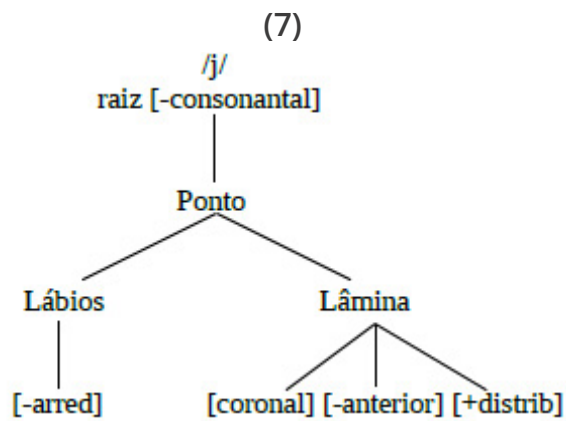 (7)
/j/
raiz [-consonantal]
Ponto
Lábios Lâmina
[-arred] [coronal] [-anterior] [+distrib]